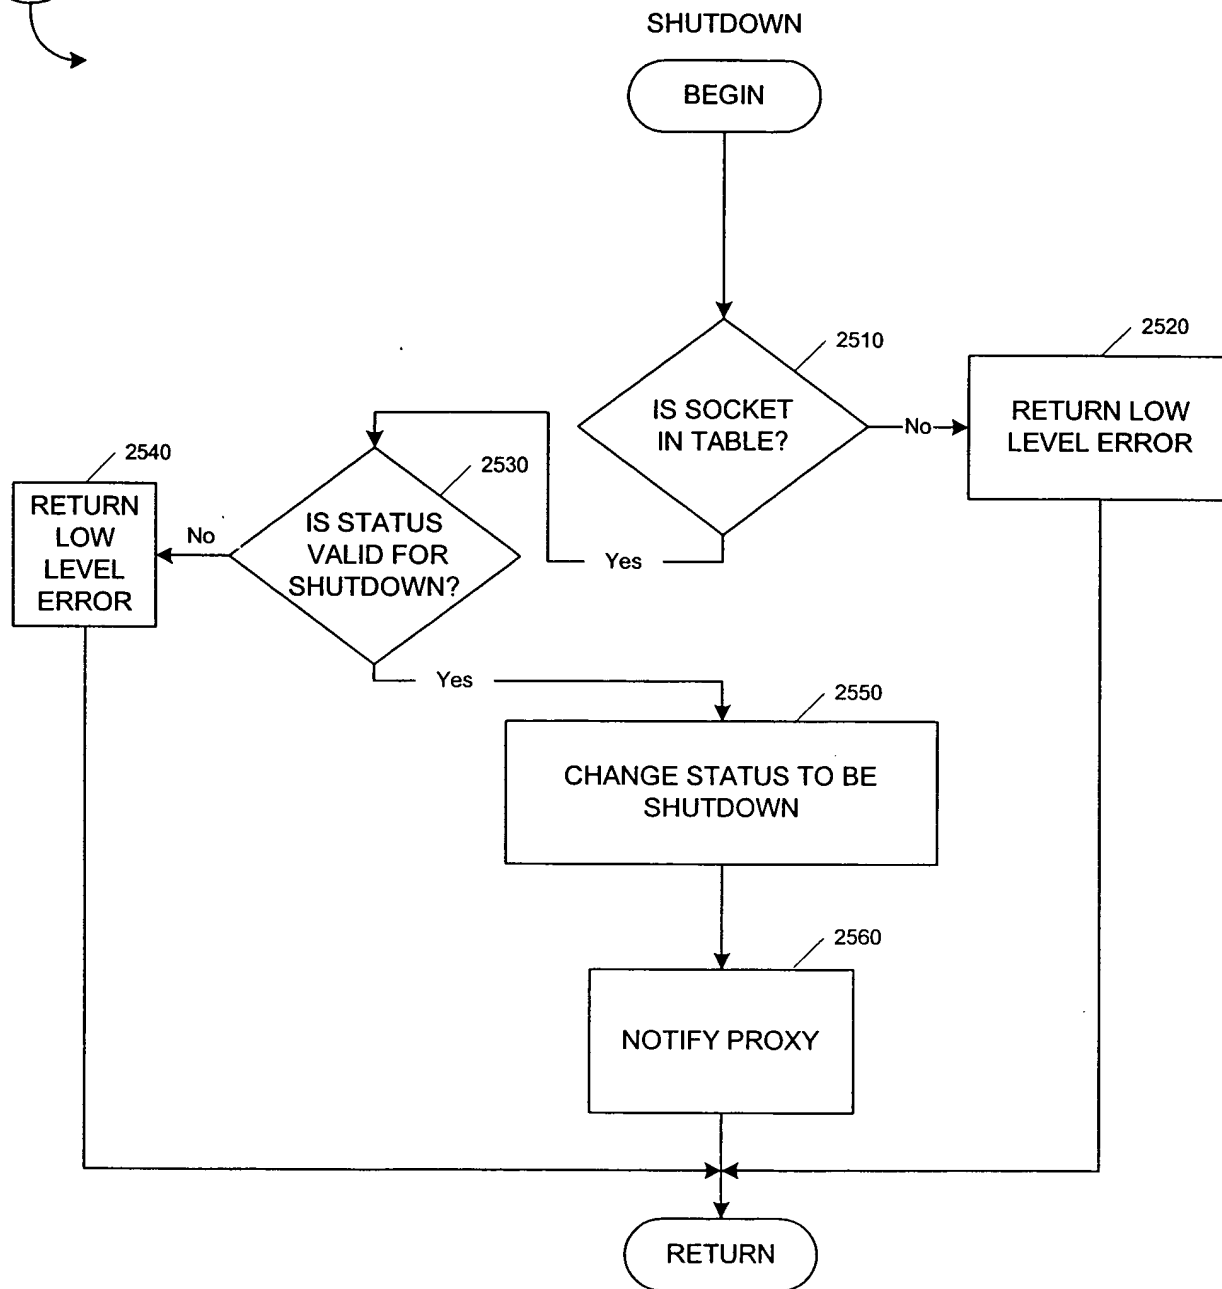 SHUTDOWN
BEGIN
2510
IS SOCKET
IN TABLE?
No
2520
RETURN LOW
LEVEL ERROR
Yes
2530
IS STATUS
VALID FOR
SHUTDOWN?
No
2540
RETURN
LOW
LEVEL
ERROR
Yes
2550
CHANGE STATUS TO BE
SHUTDOWN
2560
NOTIFY PROXY
RETURN